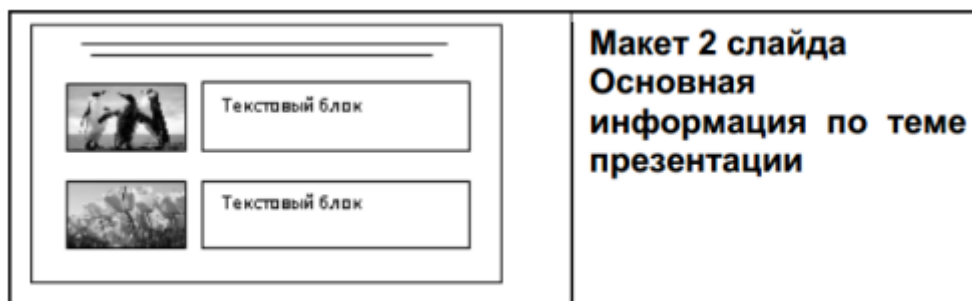 Текстовый блок
Текстовый блок
Макет 2 слайда
Основная
информация по теме
презентации